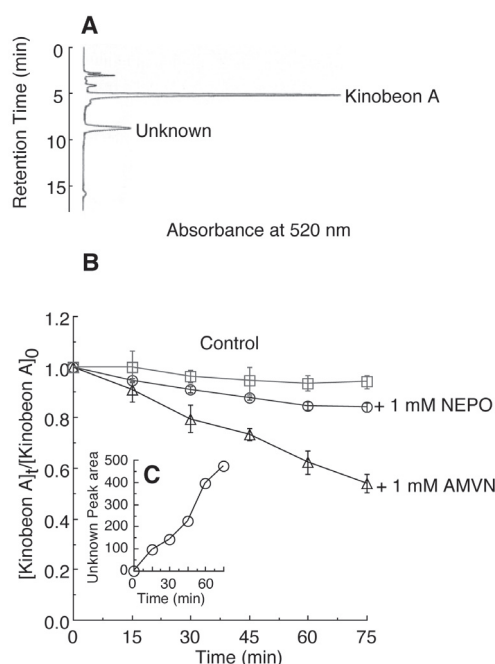 A
Retention Time (min)
0
5
10
15
Kinobeon A
Unknown
Absorbance at 520 nm
B
[Kinobeon A]t/[Kinobeon A]0
1.2
1.0
0.8
0.6
0.4
0.2
0.0
Control
+ 1 mM NEPO
+ 1 mM AMVN
C
Unknown Peak area
500
400
300
200
100
0
0 30 60
Time (min)
0 15 30 45 60 75
Time (min)